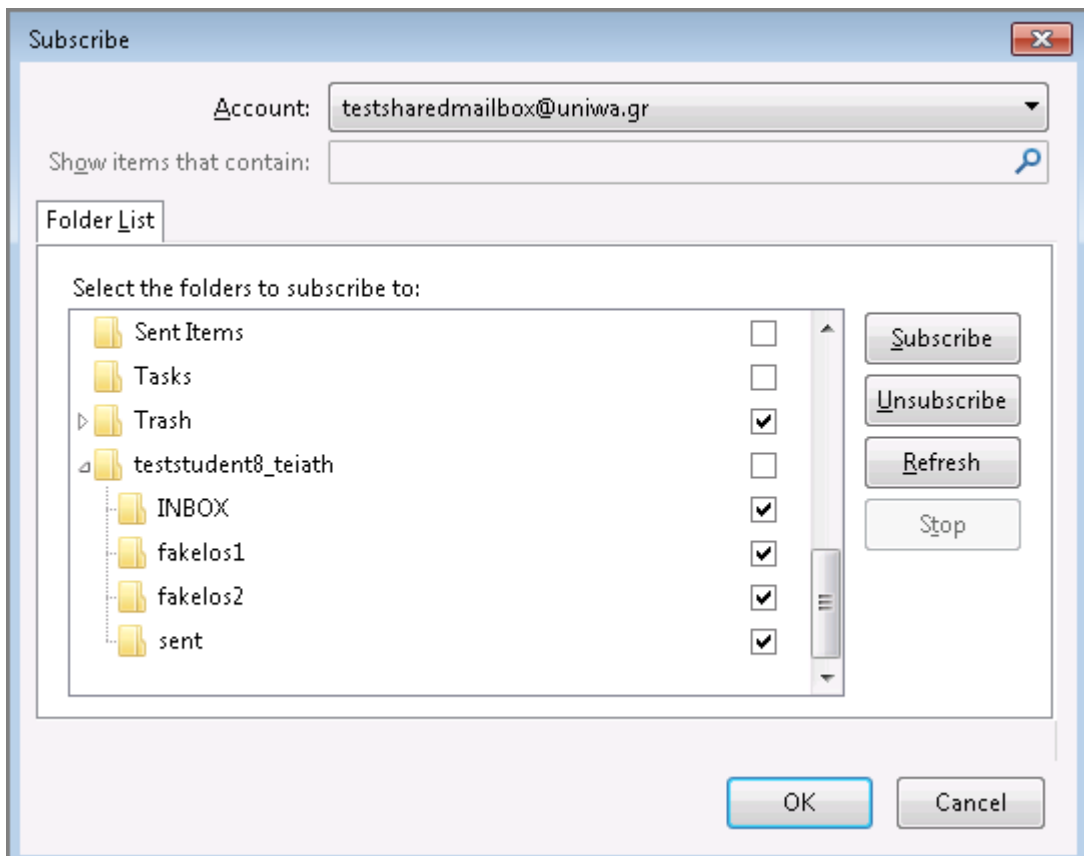 Subscribe
Account: testsharedmailbox@uniwa.gr
Show items that contain:
Folder List
Select the folders to subscribe to:
Sent Items
Tasks
Trash
teststudent8_teiath
INBOX
fakelos1
fakelos2
sent
Subscribe
Unsubscribe
Refresh
Stop
OK Cancel